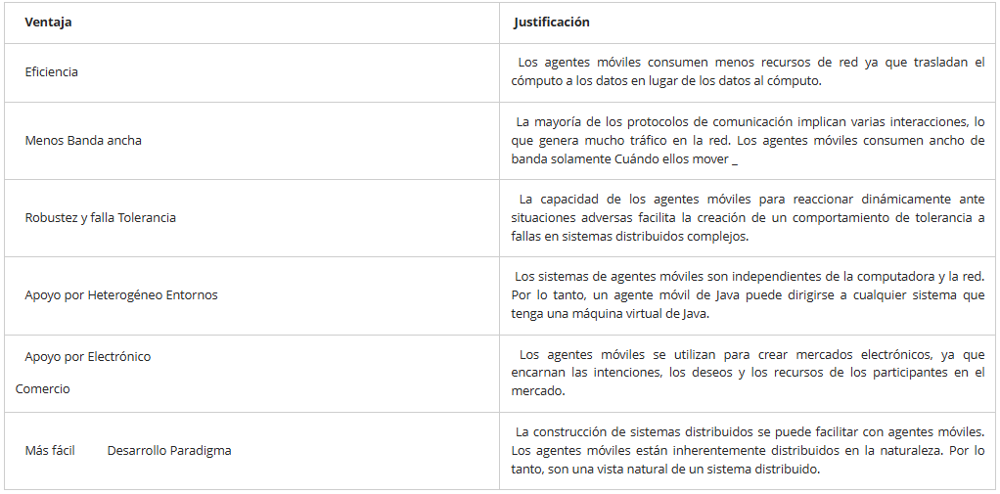 Ventaja
Justificación
Eficiencia
Los agentes móviles consumen menos recursos de red ya que trasladan el
cómputo a los datos en lugar de los datos al cómputo.
Menos Banda ancha
La mayoría de los protocolos de comunicación implican varias interacciones, lo
que genera mucho tráfico en la red. Los agentes móviles consumen ancho de
banda solamente Cuándo ellos mover _
Robustez y falla Tolerancia
La capacidad de los agentes móviles para reaccionar dinámicamente ante
situaciones adversas facilita la creación de un comportamiento de tolerancia a
fallas en sistemas distribuidos complejos.
Apoyo por Heterogéneo Entornos
Los sistemas de agentes móviles son independientes de la computadora y la red.
Por lo tanto, un agente móvil de Java puede dirigirse a cualquier sistema que
tenga una máquina virtual de Java.
Apoyo por Electrónico
Comercio
Los agentes móviles se utilizan para crear mercados electrónicos, ya que
encarnan las intenciones, los deseos y los recursos de los participantes en el
mercado.
Más fácil Desarrollo Paradigma
La construcción de sistemas distribuidos se puede facilitar con agentes móviles.
Los agentes móviles están inherentemente distribuidos en la naturaleza. Por lo
tanto, son una vista natural de un sistema distribuido.